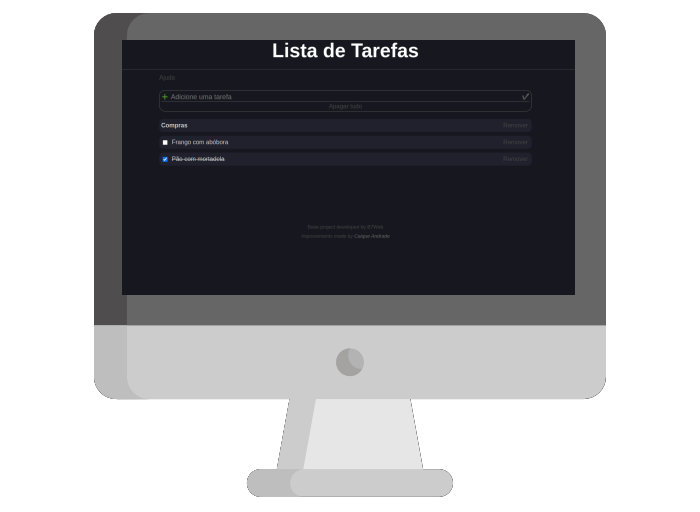 Lista de Tarefas
Ajuda
Adicione uma tarefa
Apagar tudo
Compras Remover
Frango com abóbora Remover
Pão com mortadela Remover
Base project developed by
Improvements made by Caique Andrade